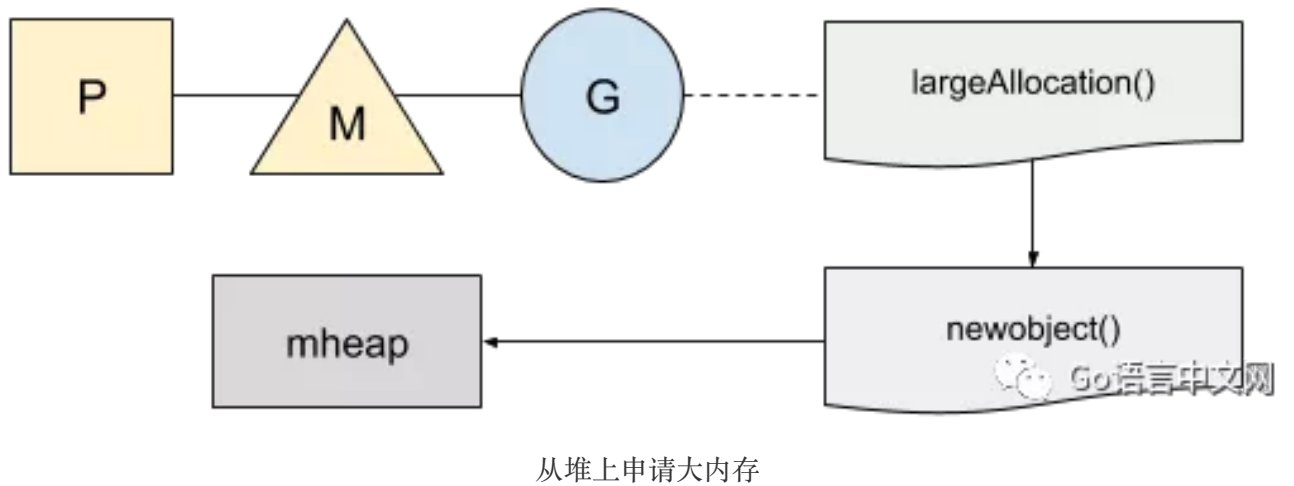 P
M
G
largeAllocation()
mheap
newobject()
Go语言中文网
从堆上申请大内存